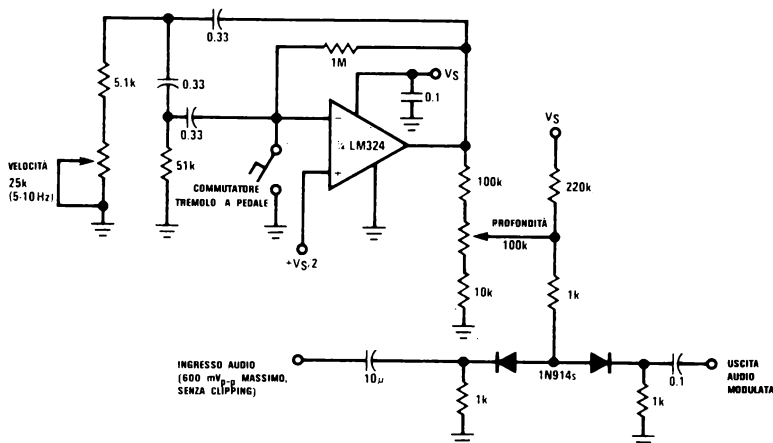 0.33
1M
5.1k
0.33
VS
0.1
0.33
LM324
VS
VELOCITÀ
25k
(5-10 Hz)
51k
COMMUTATORE
TREMOLO A PEDALE
100k
220k
PROFONDITÀ
100k
+VS/2
10k
1k
INGRESSO AUDIO
(600 mVp-p MASSIMO,
SENZA CLIPPING)
10µ
1N914s
0.1
USCITA
AUDIO
MODULATA
1k
1k